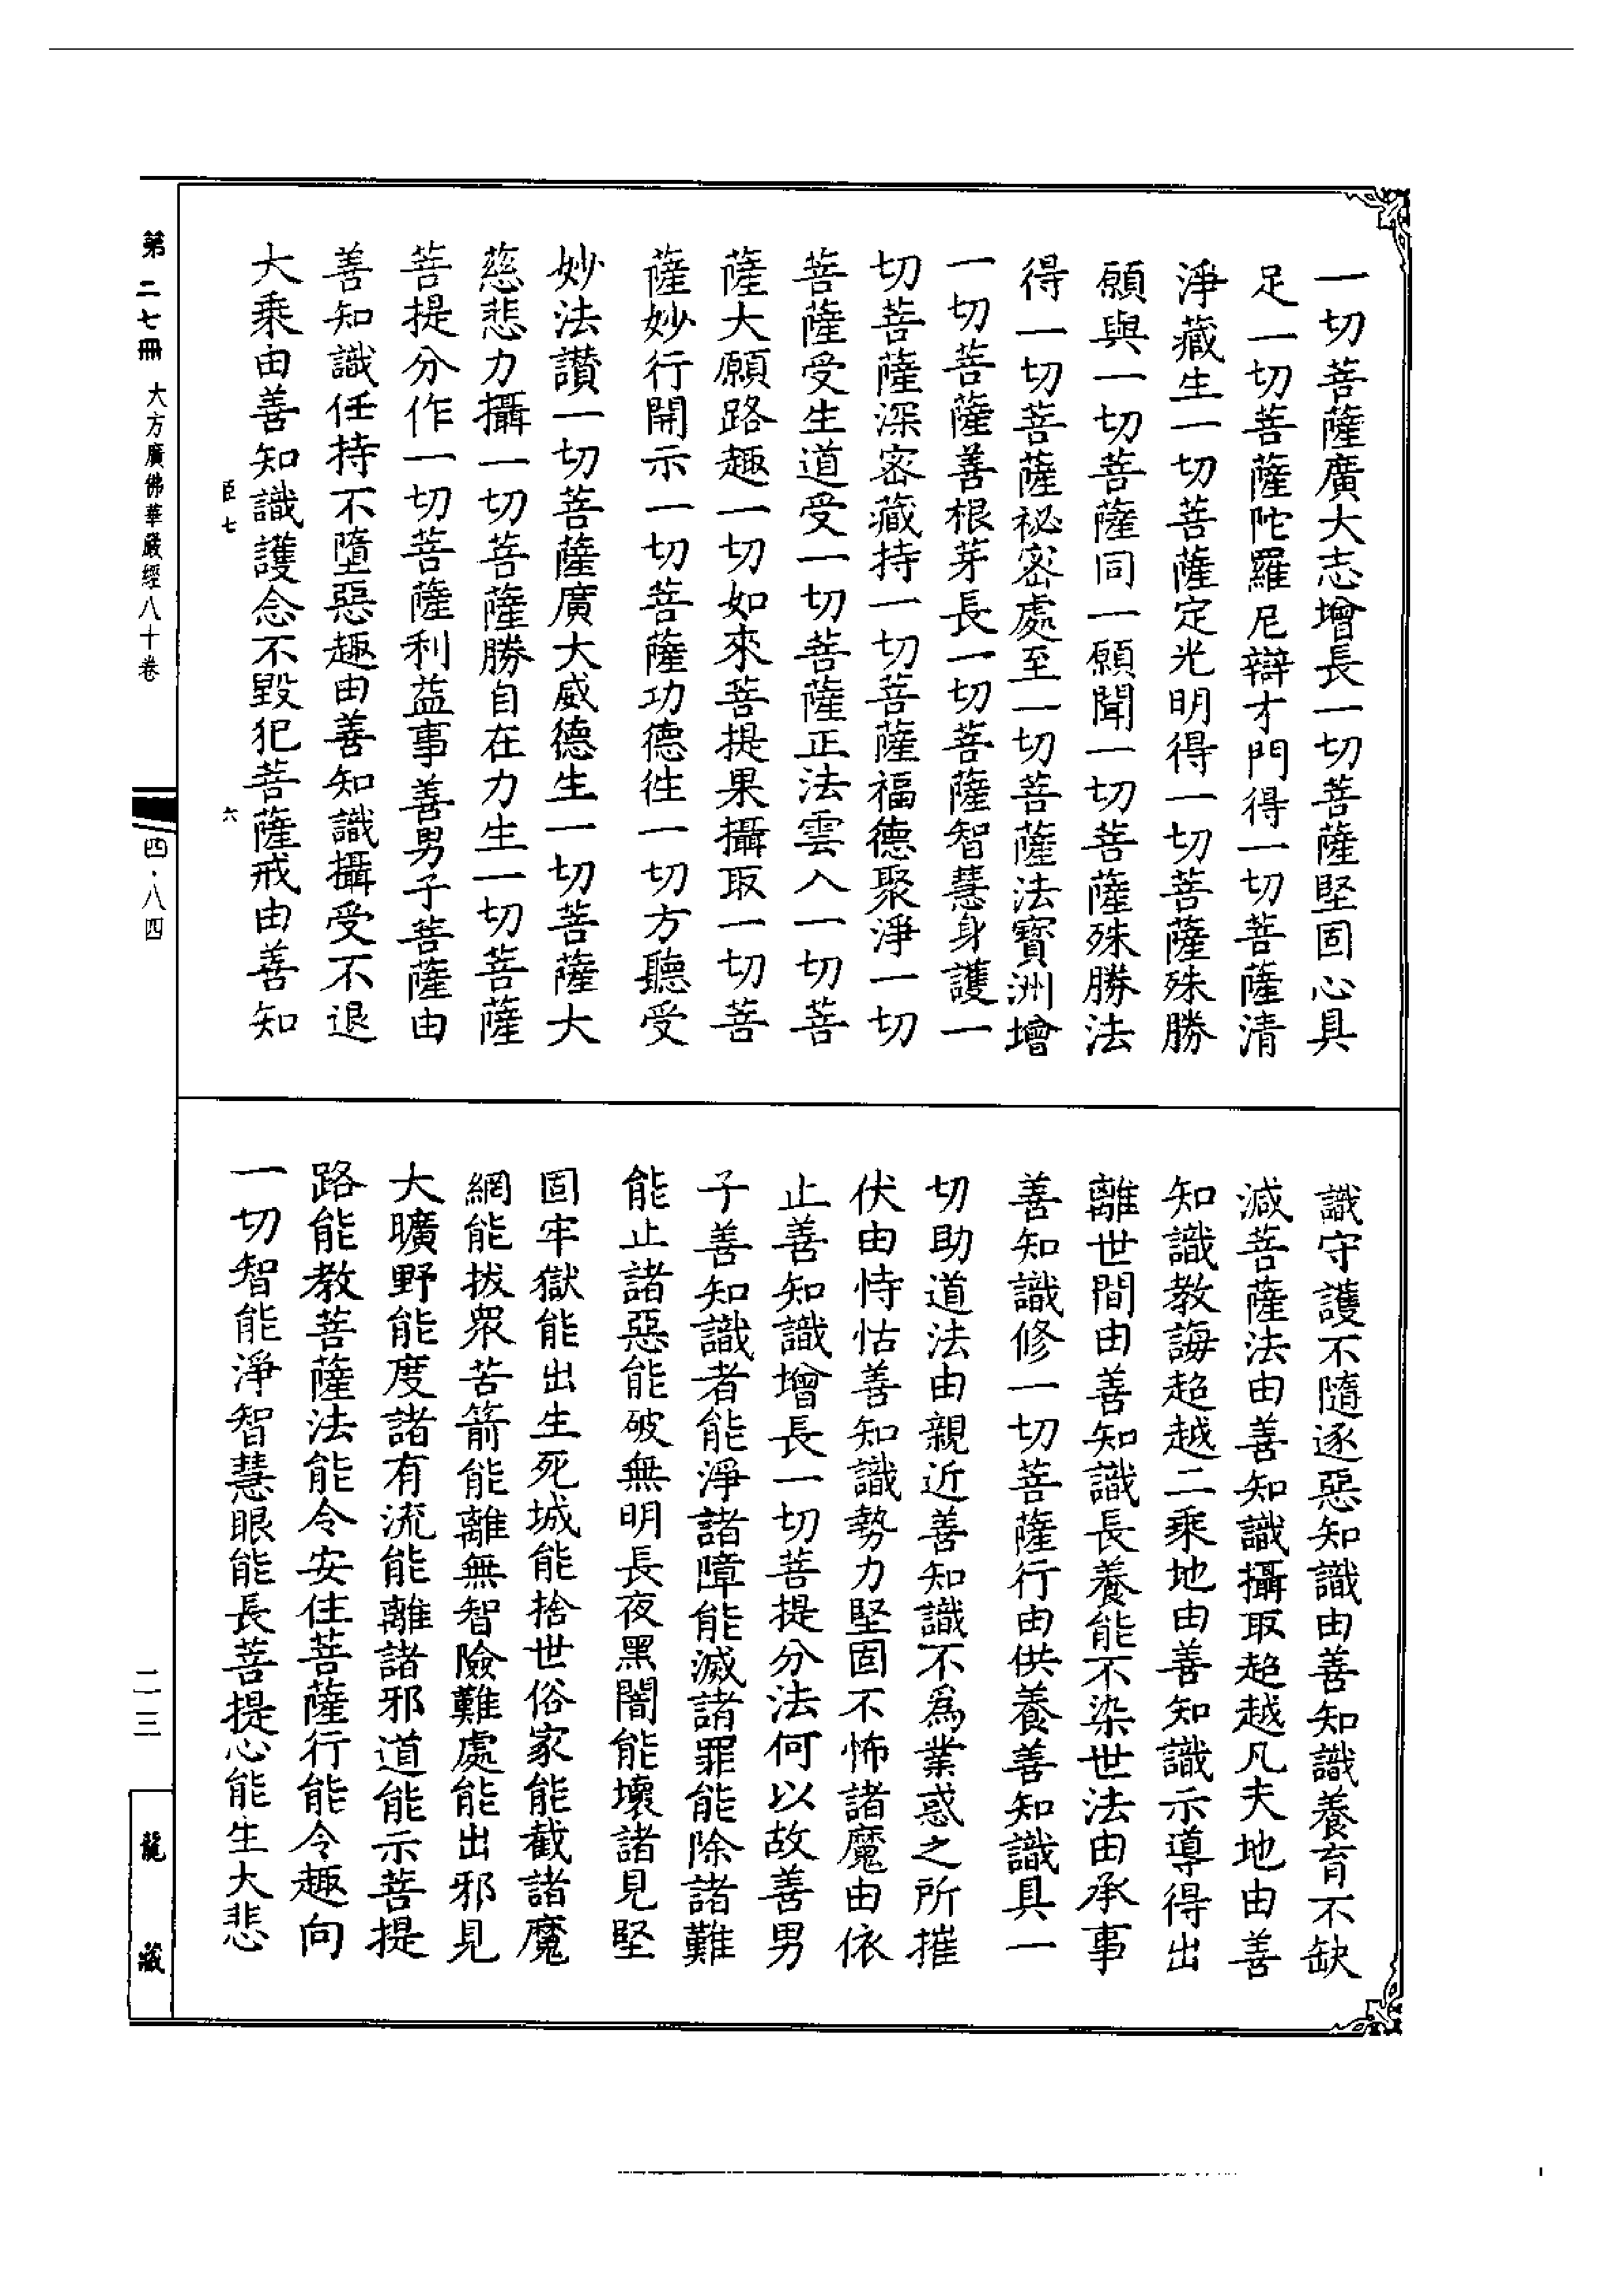 一切菩薩廣大志增長一切菩薩堅固心具
足一切菩薩陀羅尼辯才門得一切菩薩清
淨藏生一切菩薩定光明得一切菩薩殊勝
願與一切菩薩同一願聞一切菩薩殊勝法
得一切菩薩祕密處至一切菩薩法寶洲增
一切菩薩善根芽長一切菩薩智慧身護一
切菩薩深密藏持一切菩薩福德聚淨一切
菩薩受生道受一切菩薩正法雲入一切菩
薩大願路趣一切如來菩提果攝取一切菩
薩妙行開示一切菩薩功德徃一切方聽受
妙法讚一切菩薩廣大威德生一切菩薩大
慈悲力攝一切菩薩勝自在力生一切菩薩
菩提分作一切菩薩利益事善男子菩薩由
善知識任持不墮惡趣由善知識攝受不退
大乘由善知識護念不毀犯菩薩戒由善知
臣七
六
識守護不隨逐惡知識由善知識養育不缺
減菩薩法由善知識攝取超越凡夫地由善
知識教誨超越二乘地由善知識示導得出
離世間由善知識長養能不染世法由承事
善知識修一切菩薩行由供養善知識具一
切助道法由親近善知識不為業惑之所摧
伏由恃怙善知識勢力堅固不怖諸魔由依
止善知識增長一切菩提分法何以故善男
子善知識者能淨諸障能滅諸罪能除諸難
能止諸惡能破無明長夜黑闇能壞諸見堅
固牢獄能出生死城能捨世俗家能截諸魔
網能拔眾苦箭能離無智險難處能出邪見
大曠野能度諸有流能離諸邪道能示菩提
路能教菩薩法能令安住菩薩行能令趣向
一切智能淨智慧眼能長菩提心能生大悲
第二七冊 大方廣佛華嚴經八十卷
四·八四
二三
龍藏